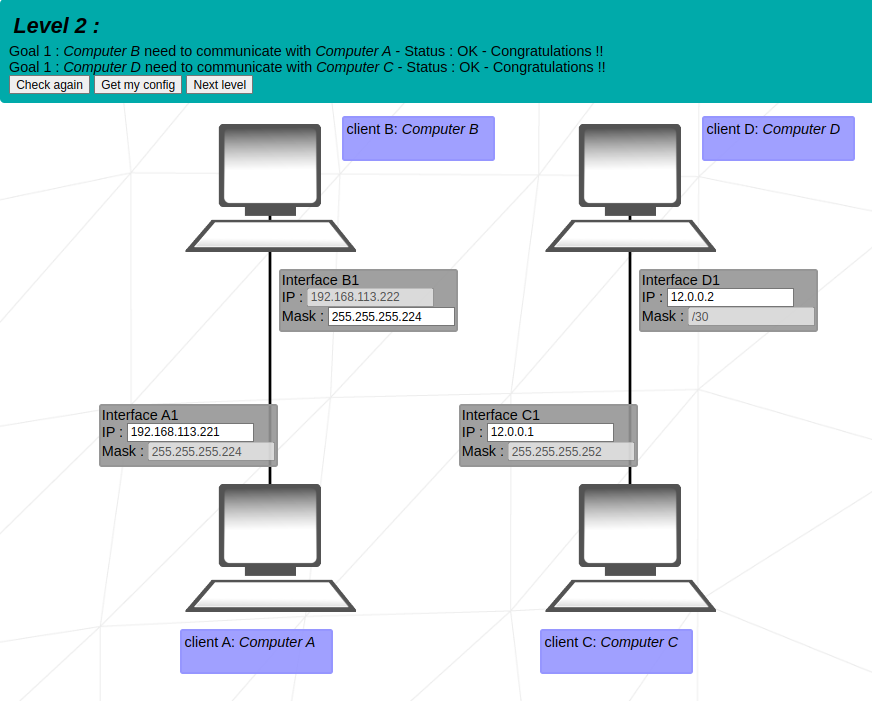 Level 2 :
Goal 1 : Computer B need to communicate with Computer A - Status : OK - Congratulations !!
Goal 1 : Computer D need to communicate with Computer C - Status : OK - Congratulations !!
Check again Get my config Next level
client B: Computer B
client D: Computer D
Interface B1
IP : 192.168.113.222
Mask : 255.255.255.224
Interface D1
IP : 12.0.0.2
Mask : /30
Interface A1
IP : 192.168.113.221
Mask : 255.255.255.224
Interface C1
IP : 12.0.0.1
Mask : 255.255.255.252
client A: Computer A
client C: Computer C